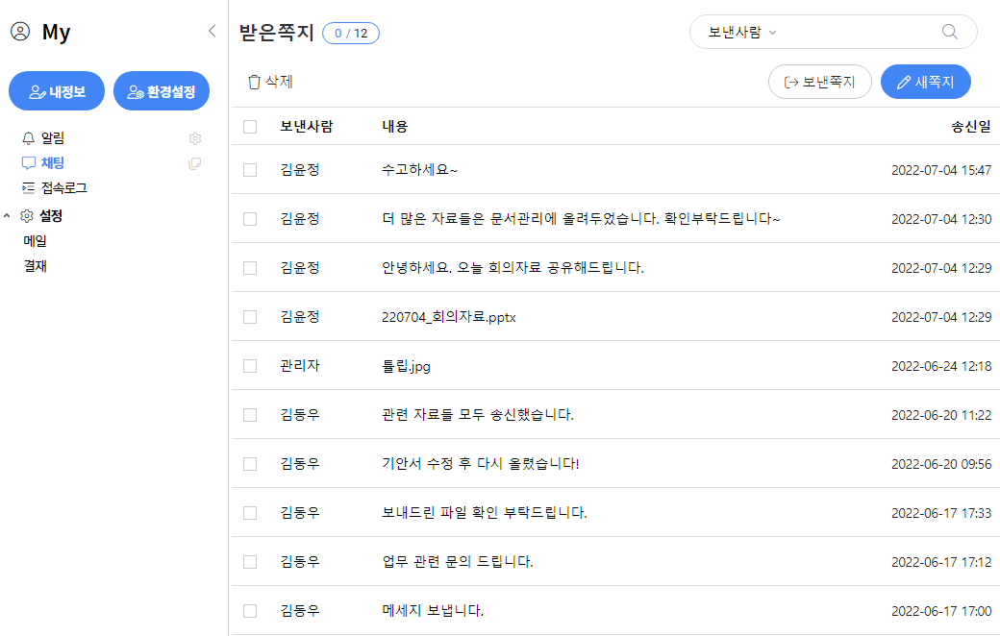 My
내정보 환경설정
알림
채팅
접속로그
설정
메일
결재
받은쪽지 0 / 12
보낸사람
삭제
보낸쪽지 새쪽지
보낸사람 내용 송신일
김윤정 수고하세요~ 2022-07-04 15:47
김윤정 더 많은 자료들은 문서관리에 올려두었습니다. 확인부탁드립니다~ 2022-07-04 12:30
김윤정 안녕하세요. 오늘 회의자료 공유해드립니다. 2022-07-04 12:29
김윤정 220704_회의자료.pptx 2022-07-04 12:29
관리자 튤립.jpg 2022-06-24 12:18
김동우 관련 자료들 모두 송신했습니다. 2022-06-20 11:22
김동우 기안서 수정 후 다시 올렸습니다! 2022-06-20 09:56
김동우 보내드린 파일 확인 부탁드립니다. 2022-06-17 17:33
김동우 업무 관련 문의 드립니다. 2022-06-17 17:12
김동우 메세지 보냅니다. 2022-06-17 17:00